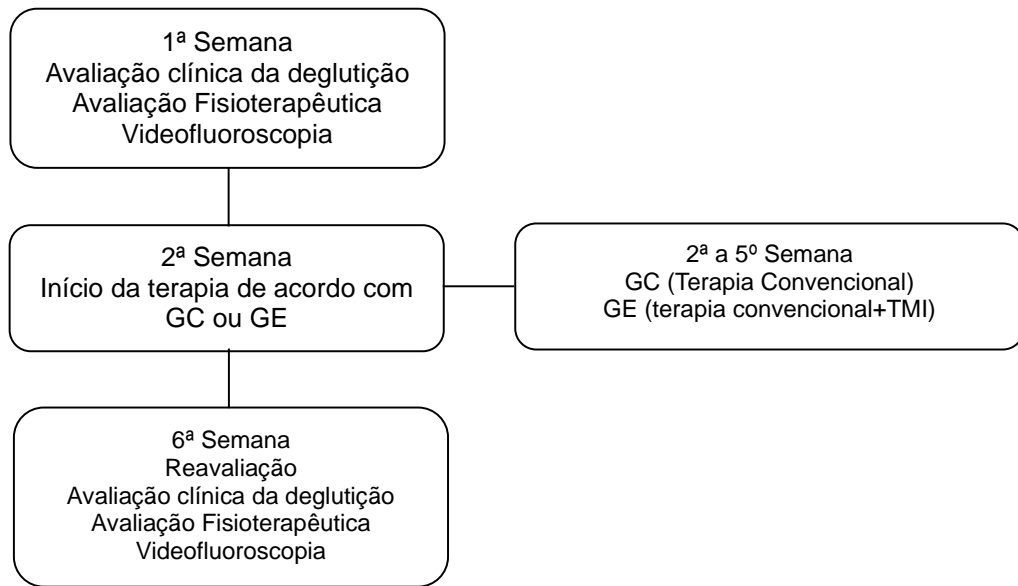 1ª Semana
Avaliação clínica da deglutição
Avaliação Fisioterapêutica
Videofluoroscopia
2ª Semana
Início da terapia de acordo com
GC ou GE
2ª a 5º Semana
GC (Terapia Convencional)
GE (terapia convencional+TMI)
6ª Semana
Reavaliação
Avaliação clínica da deglutição
Avaliação Fisioterapêutica
Videofluoroscopia